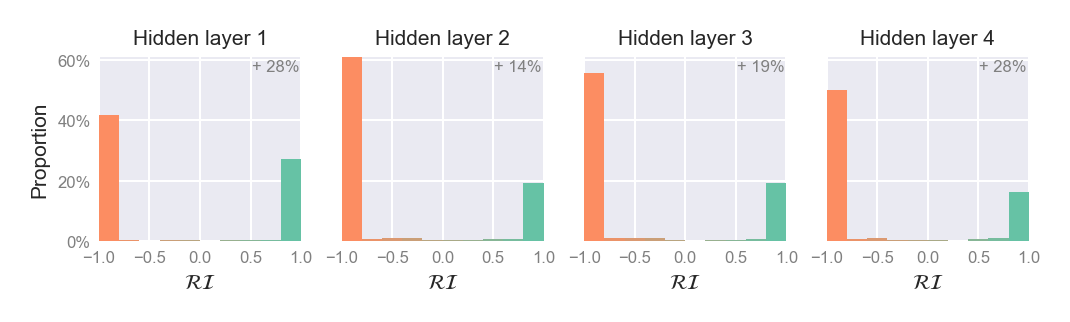 Hidden layer 1
Hidden layer 2
Hidden layer 3
Hidden layer 4
+ 28%
+ 14%
+ 19%
+ 28%
Proportion
60%
40%
20%
0%
−1.0 −0.5 0.0 0.5 1.0
−1.0 −0.5 0.0 0.5 1.0
−1.0 −0.5 0.0 0.5 1.0
−1.0 −0.5 0.0 0.5 1.0
RI
RI
RI
RI